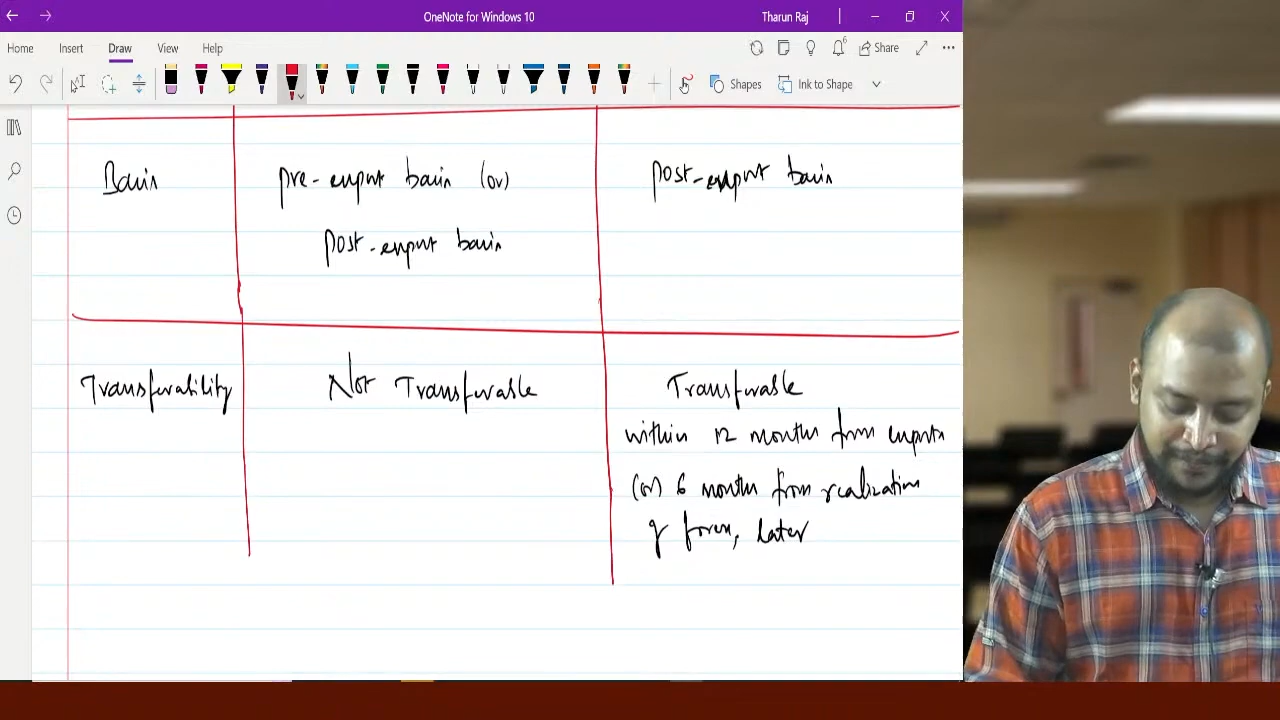 OneNote for Windows 10
Tharun Raj
Home Insert Draw View Help
6
Share
Shapes
Ink to Shape
Basis
pre-export basis (or)
post-export basis
post-export basis
Transferability
Not Transferable
Transferable
within 12 months from exports
(or) 6 months from realization
of forex, later